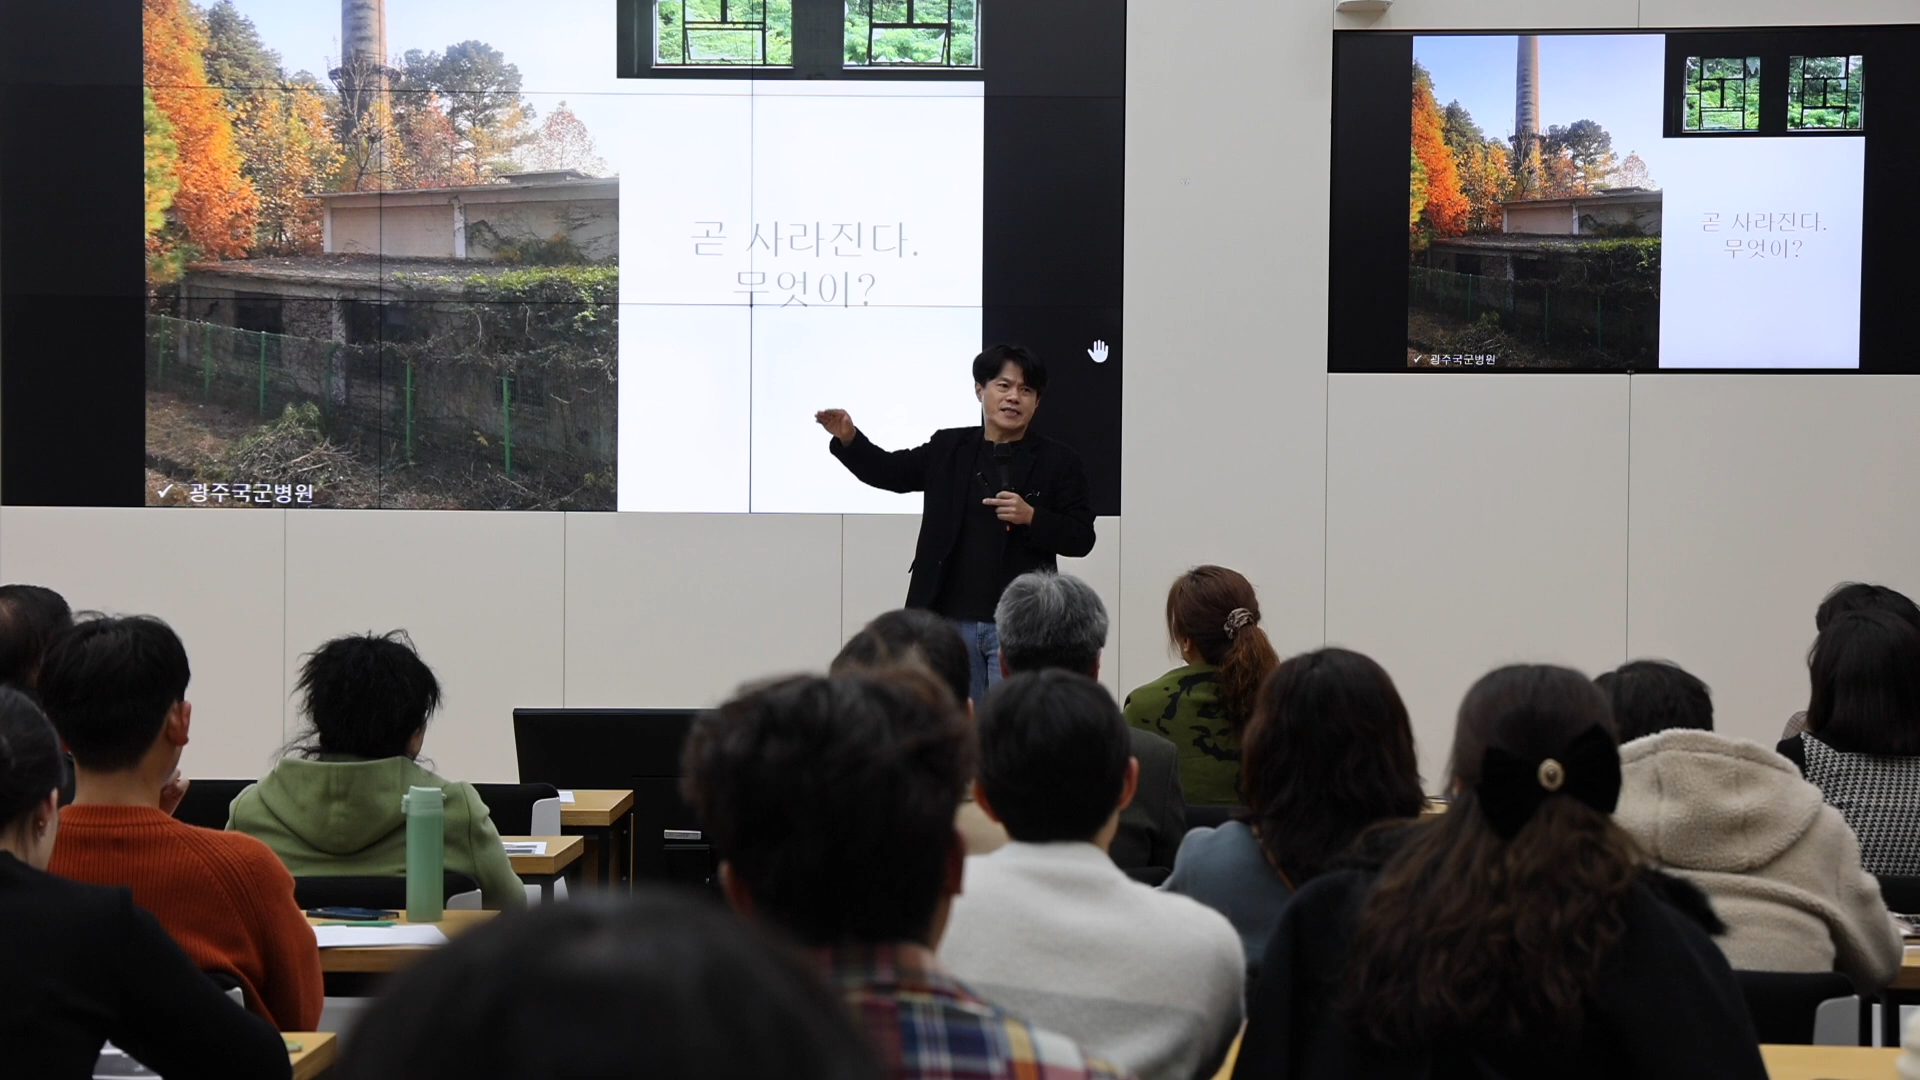 곧 사라진다.
무엇이?
✓ 광주국군병원
곧 사라진다.
무엇이?
✓ 광주국군병원